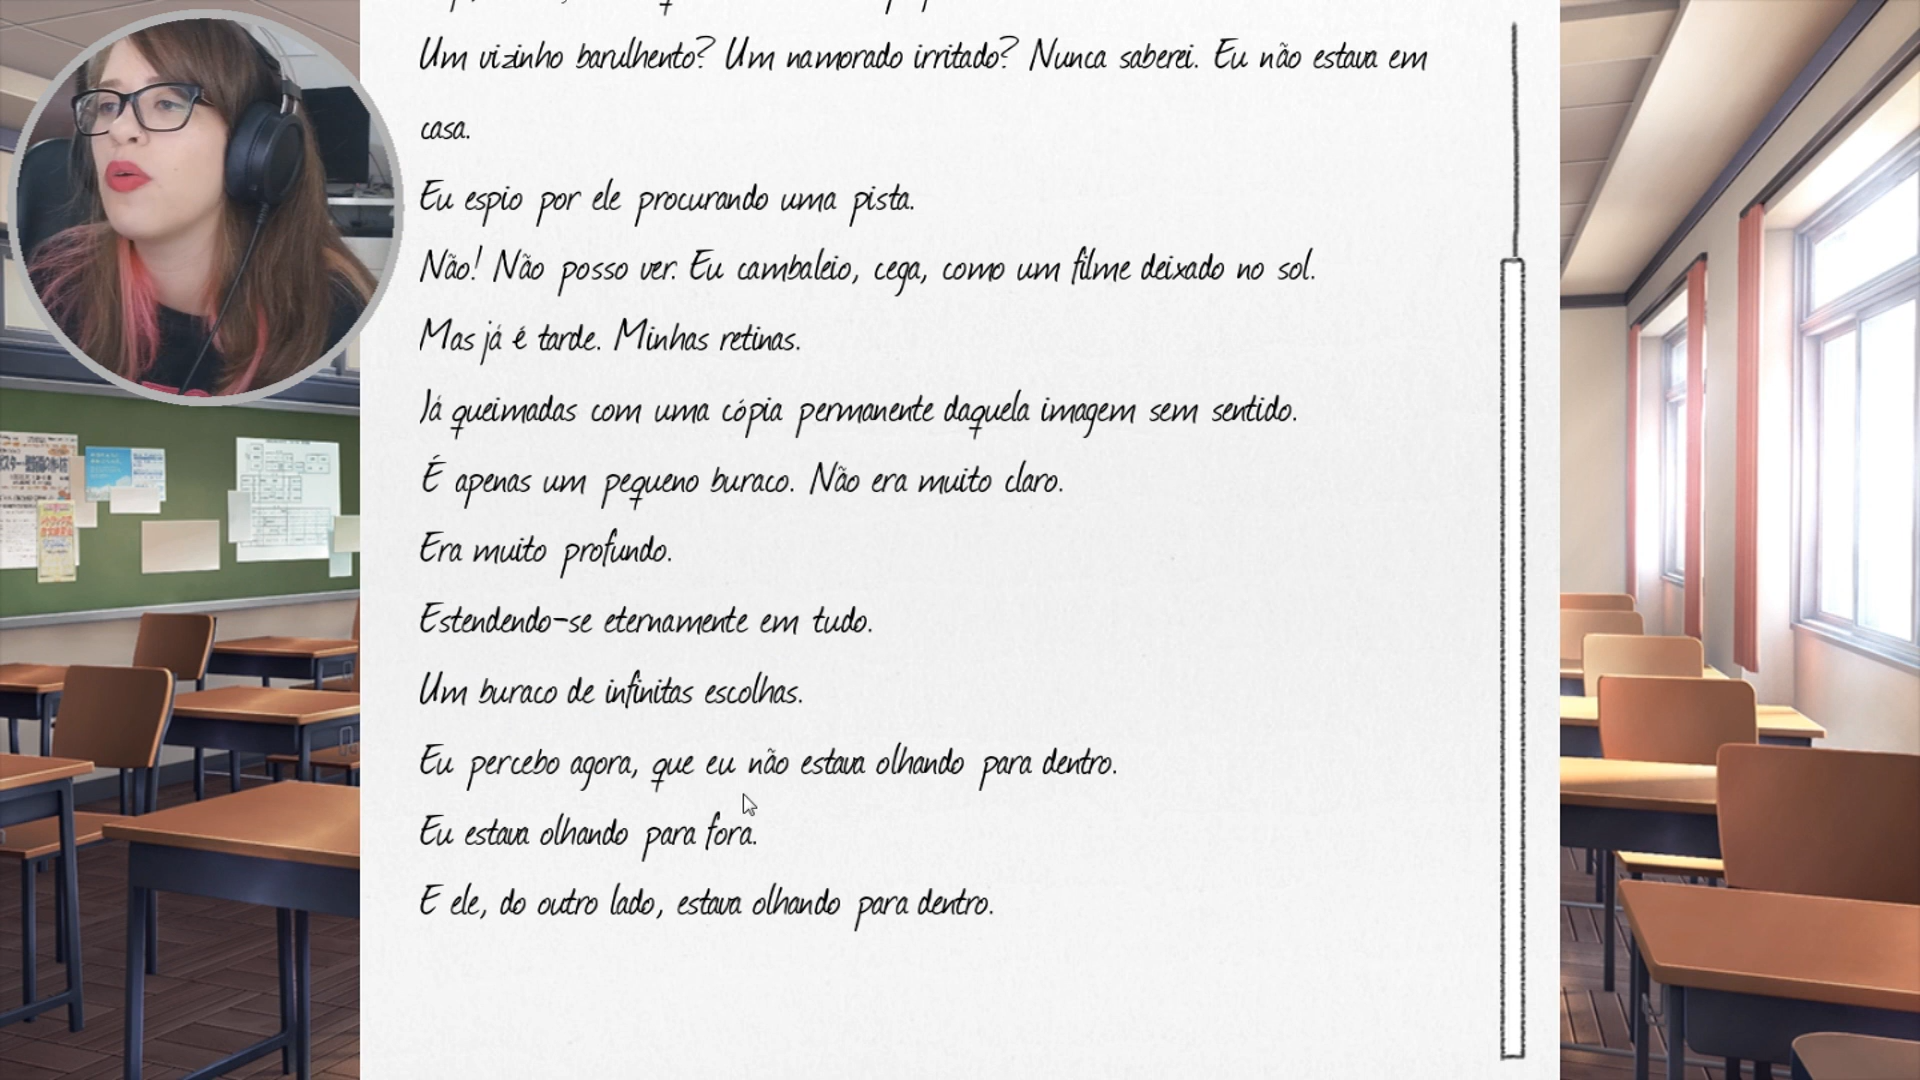 Um vizinho barulhento? Um namorado irritado? Nunca saberei. Eu não estava em
casa.
Eu espio por ele procurando uma pista.
Não! Não posso ver. Eu cambaleio, cega, como um filme deixado no sol.
Mas já é tarde. Minhas retinas.
Já queimadas com uma cópia permanente daquela imagem sem sentido.
É apenas um pequeno buraco. Não era muito claro.
Era muito profundo.
Estendendo-se eternamente em tudo.
Um buraco de infinitas escolhas.
Eu percebo agora, que eu não estava olhando para dentro.
Eu estava olhando para fora.
E ele, do outro lado, estava olhando para dentro.